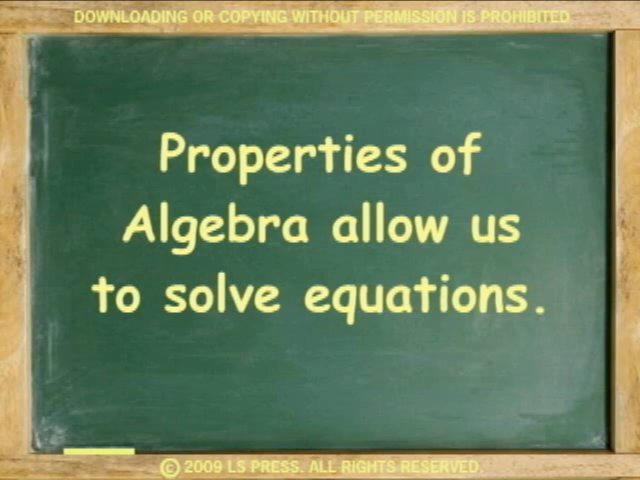 DOWNLOADING OR COPYING WITHOUT PERMISSION IS PROHIBITED
Properties of
Algebra allow us
to solve equations.
© 2009 LS PRESS. ALL RIGHTS RESERVED.